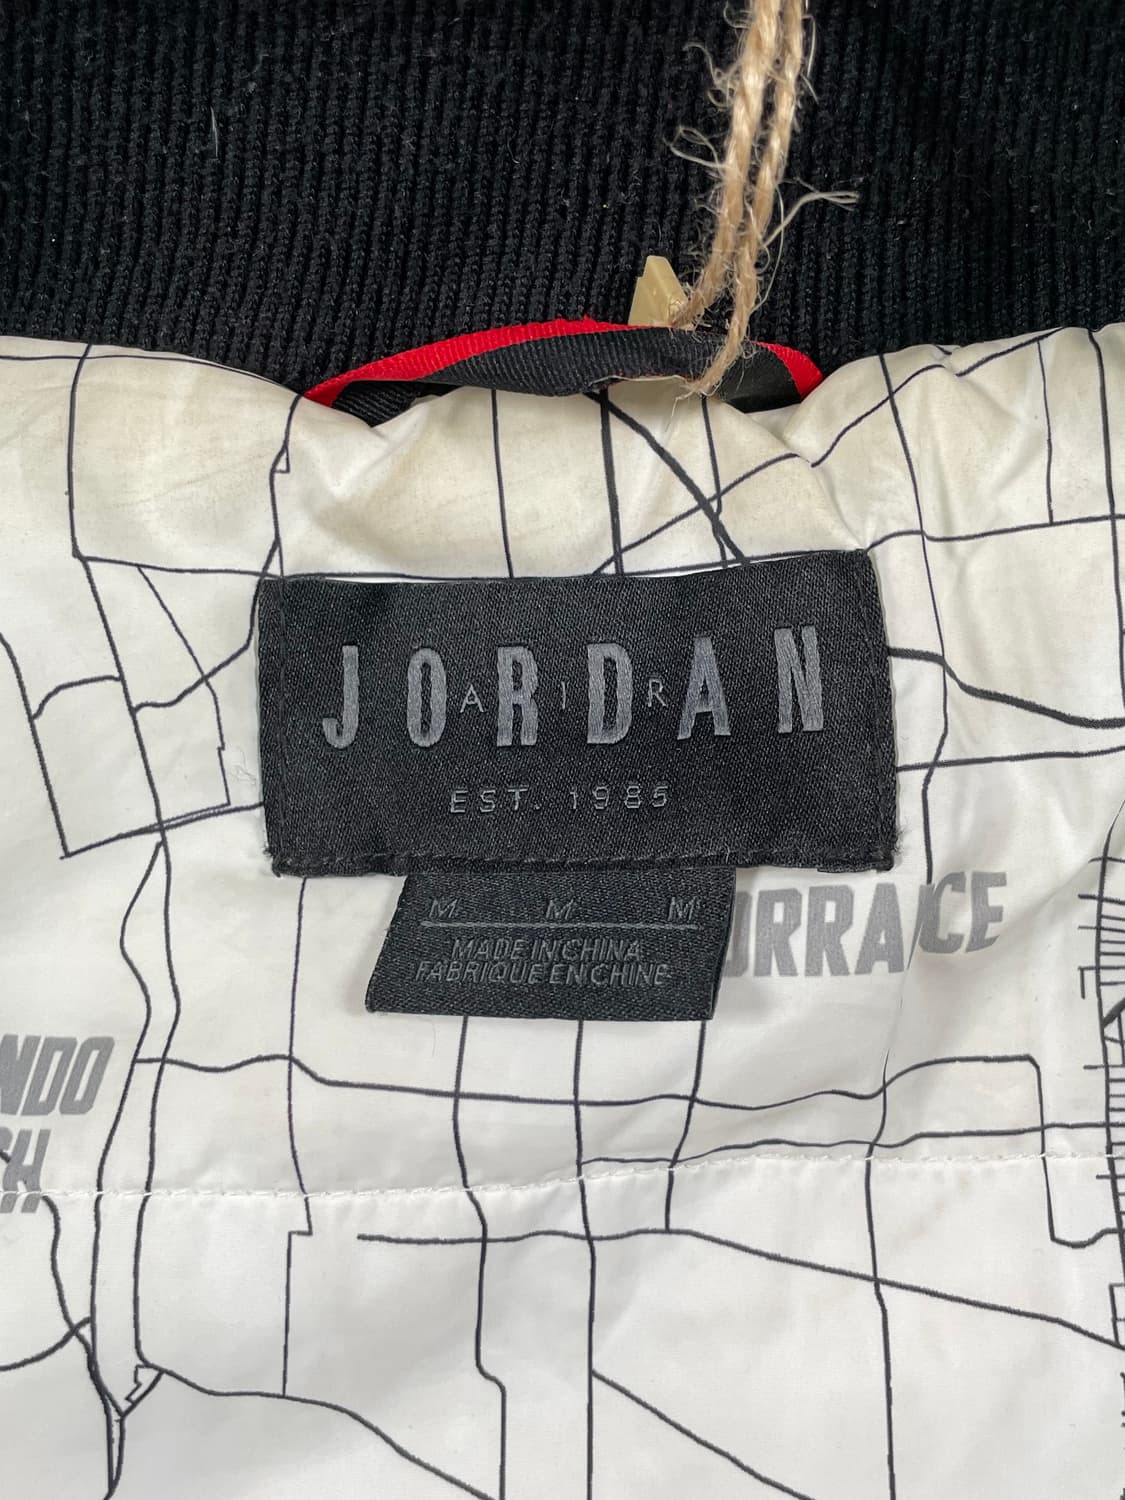 JORDAN
AIR
EST. 1985
M M M
MADE IN CHINA
FABRIQUE EN CHINE
ORRANCE
NDO
CH